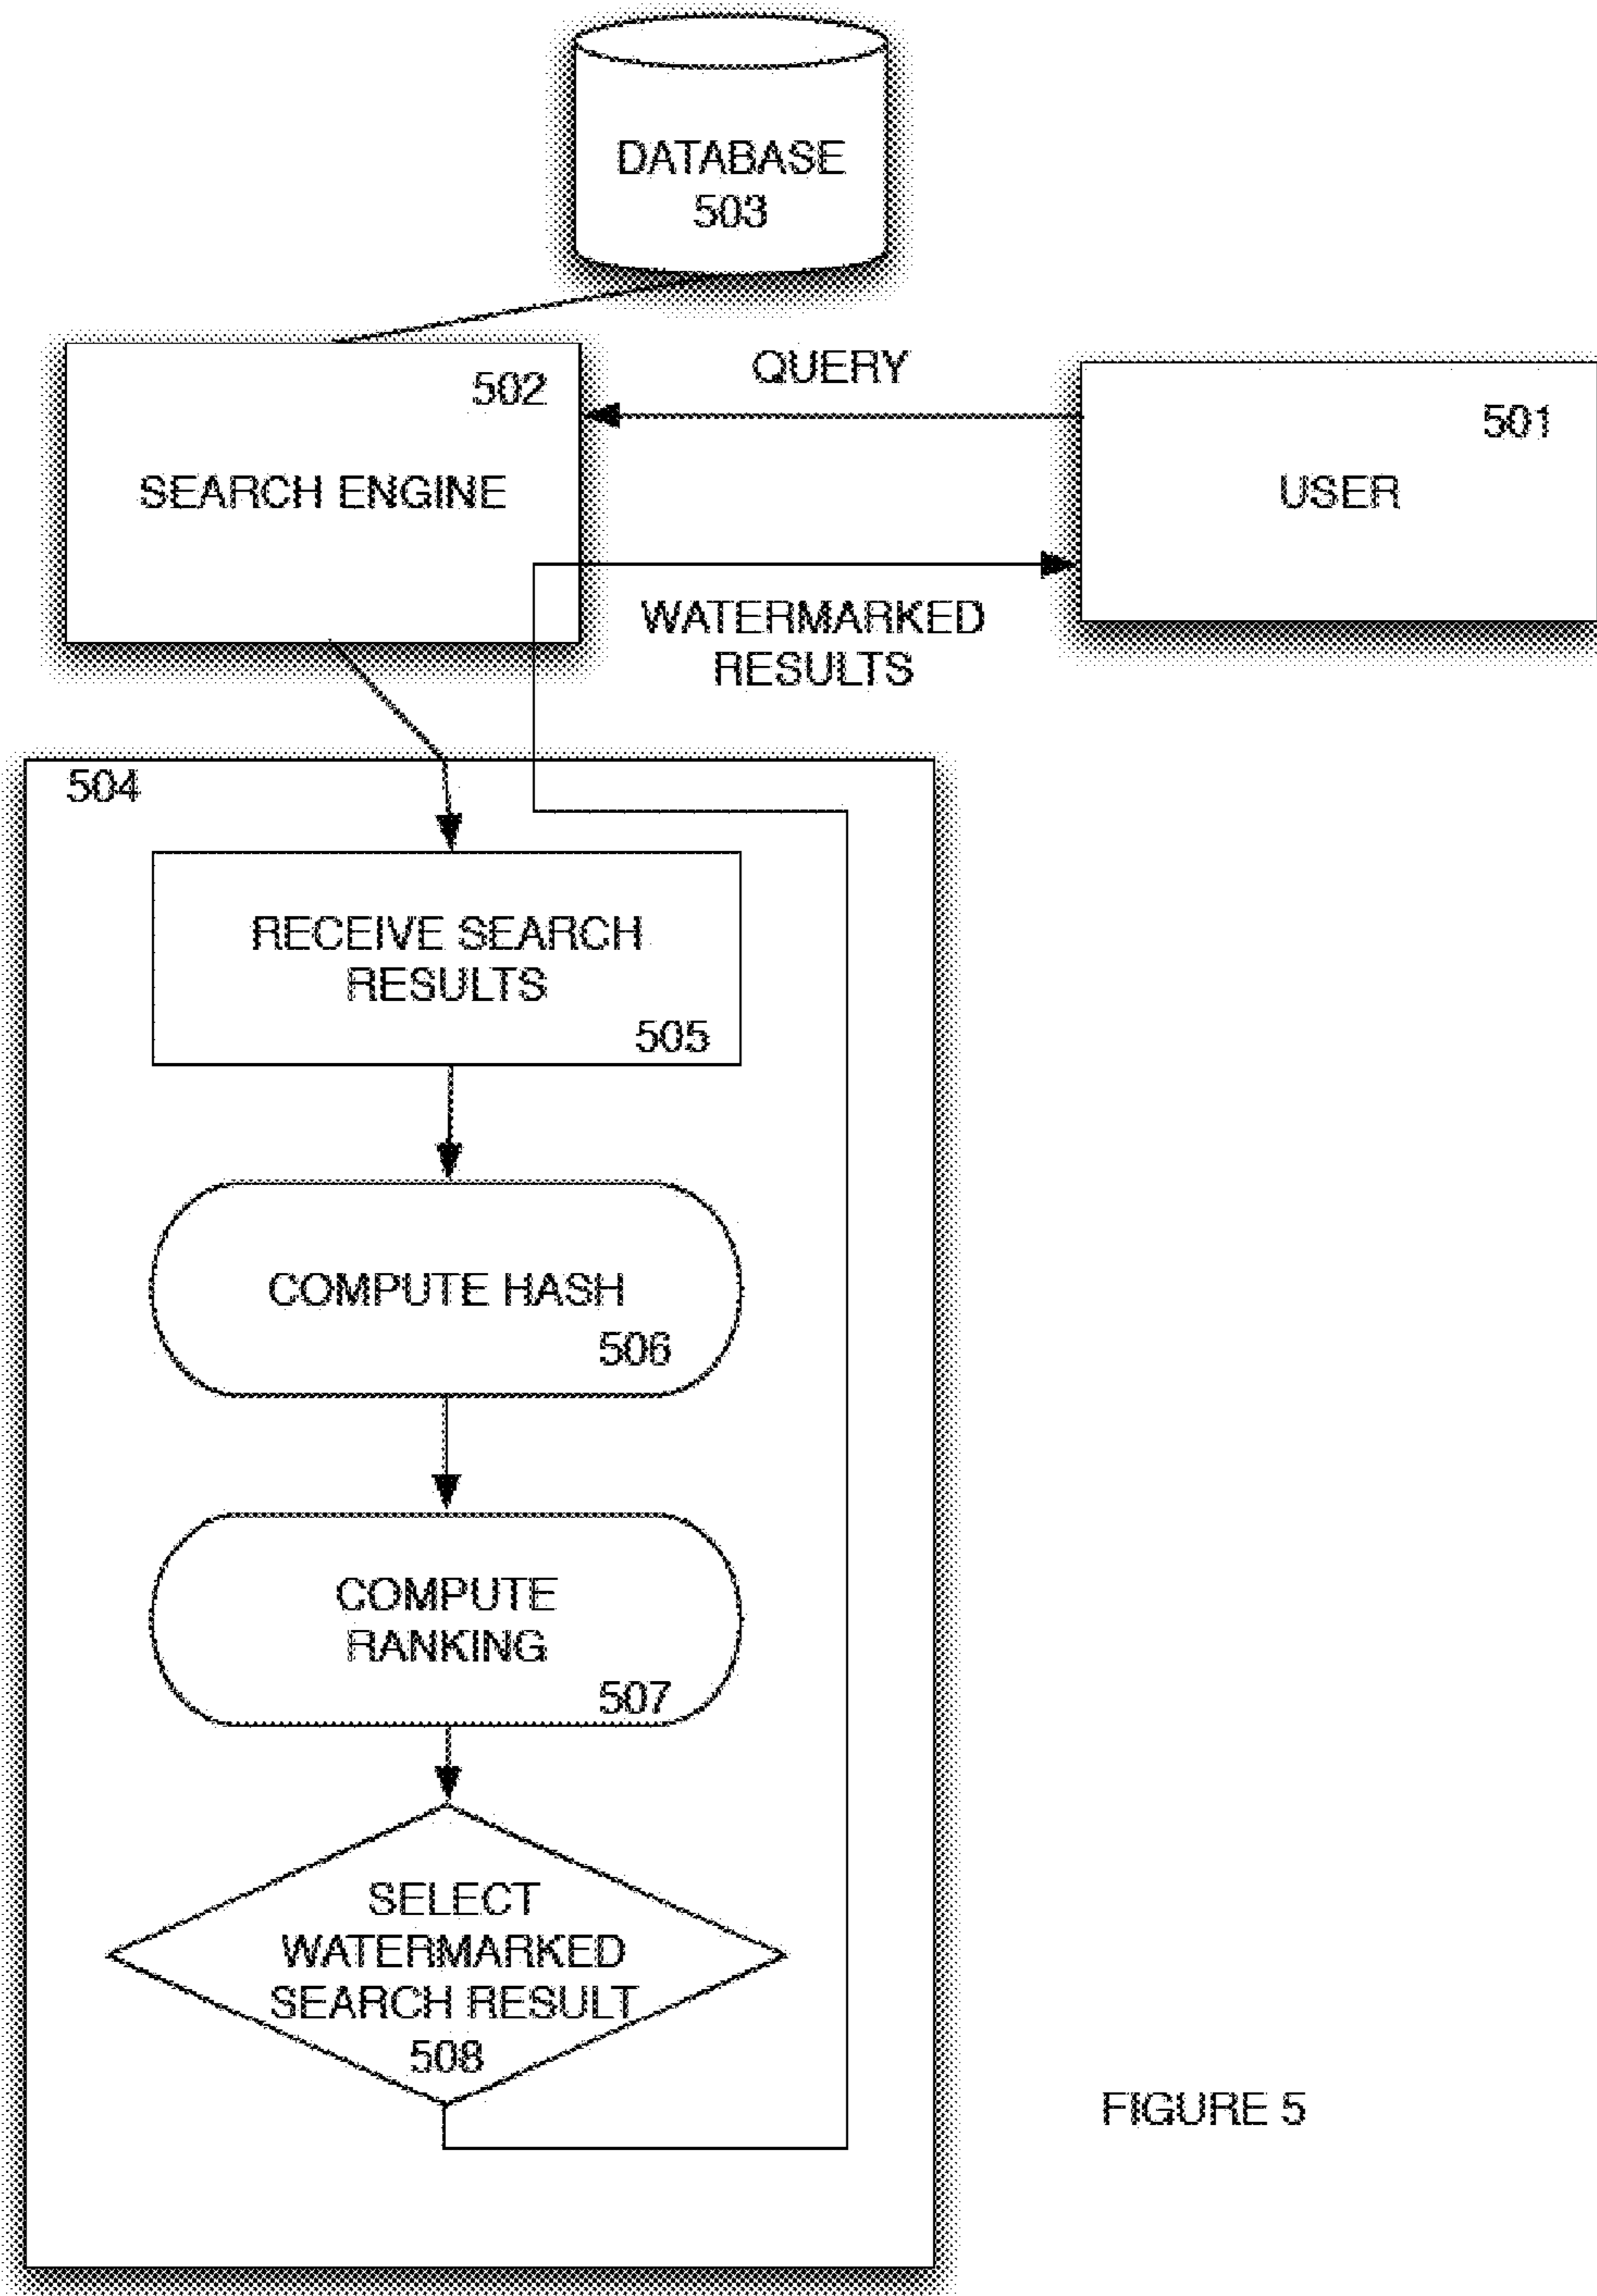 DATABASE
503
502
SEARCH ENGINE
QUERY
501
USER
WATERMARKED
RESULTS
504
RECEIVE SEARCH
RESULTS
505
COMPUTE HASH
506
COMPUTE
RANKING
507
SELECT
WATERMARKED
SEARCH RESULT
508
FIGURE 5